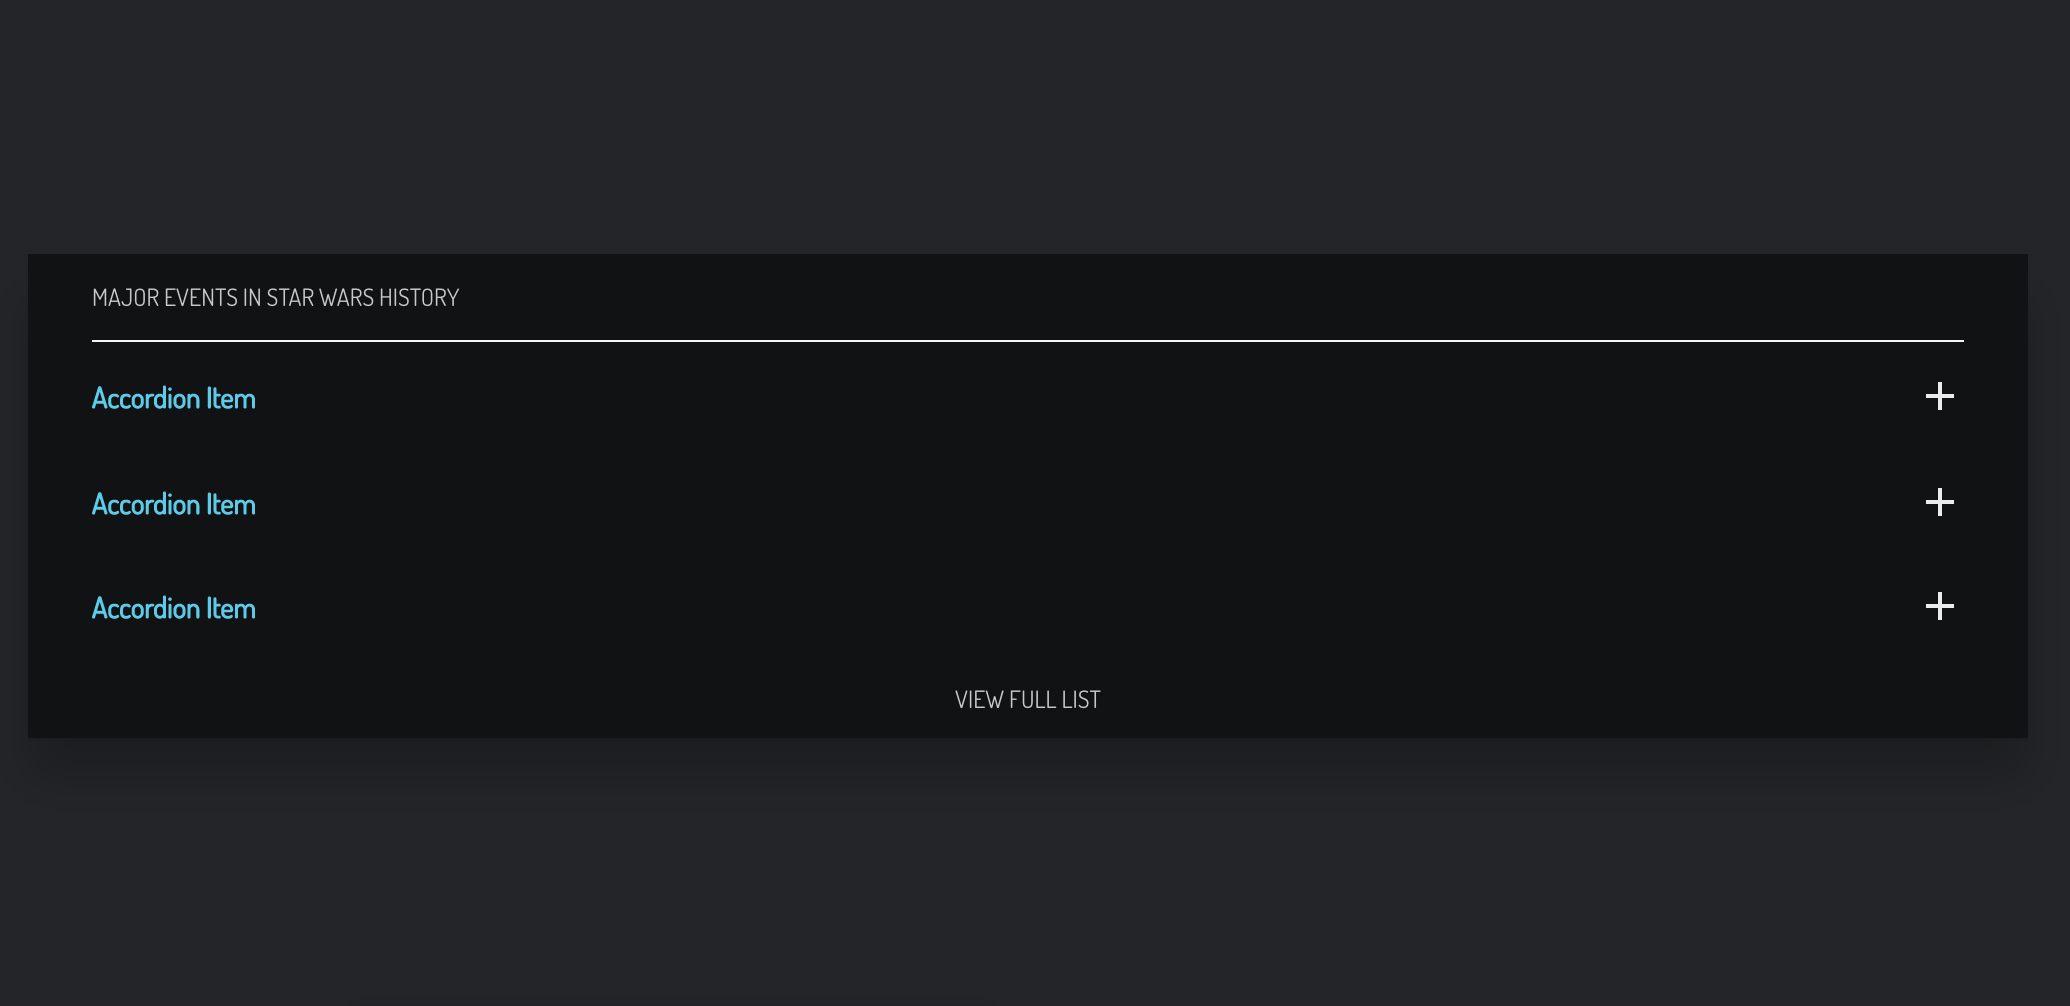 MAJOR EVENTS IN STAR WARS HISTORY
Accordion Item
Accordion Item
Accordion Item
VIEW FULL LIST